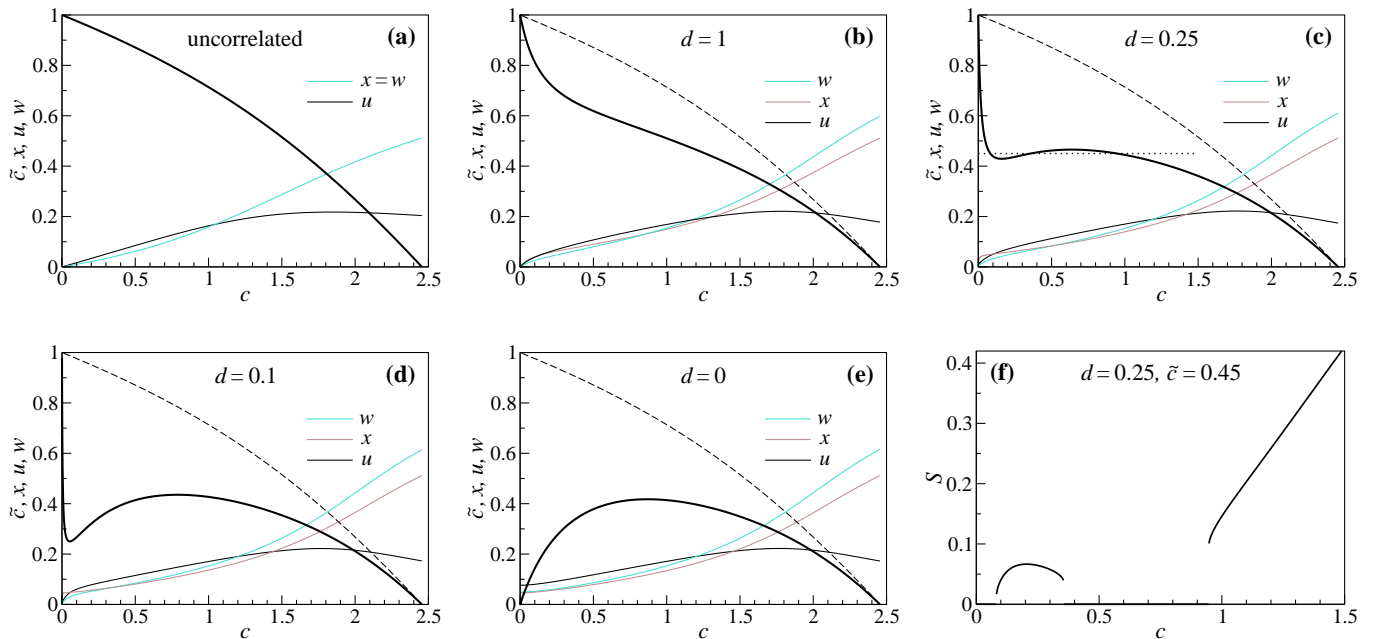 uncorrelated
(a)
x = w
u
c̃, x, u, w
1
0.8
0.6
0.4
0.2
0
0 0.5 1 1.5 2 2.5
c
d = 1
(b)
w
x
u
c̃, x, u, w
1
0.8
0.6
0.4
0.2
0
0 0.5 1 1.5 2 2.5
c
d = 0.25
(c)
w
x
u
c̃, x, u, w
1
0.8
0.6
0.4
0.2
0
0 0.5 1 1.5 2 2.5
c
d = 0.1
(d)
w
x
u
c̃, x, u, w
1
0.8
0.6
0.4
0.2
0
0 0.5 1 1.5 2 2.5
c
d = 0
(e)
w
x
u
c̃, x, u, w
1
0.8
0.6
0.4
0.2
0
0 0.5 1 1.5 2 2.5
c
(f)
d = 0.25, c̃ = 0.45
S
0.4
0.3
0.2
0.1
0
0 0.5 1 1.5
c